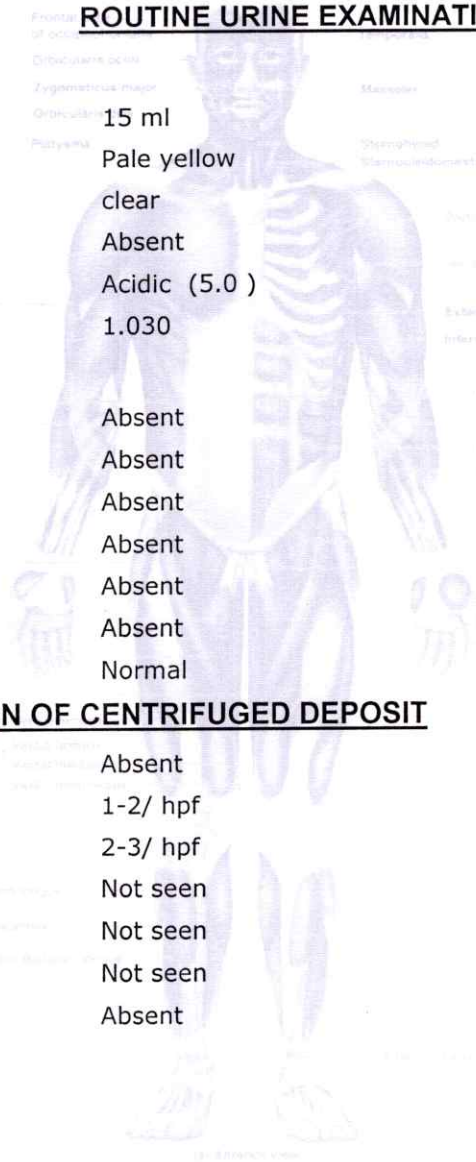 ROUTINE URINE EXAMINATI
15 ml
Pale yellow
clear
Absent
Acidic (5.0 )
1.030
Absent
Absent
Absent
Absent
Absent
Absent
Normal
N OF CENTRIFUGED DEPOSIT
Absent
1-2/ hpf
2-3/ hpf
Not seen
Not seen
Not seen
Absent